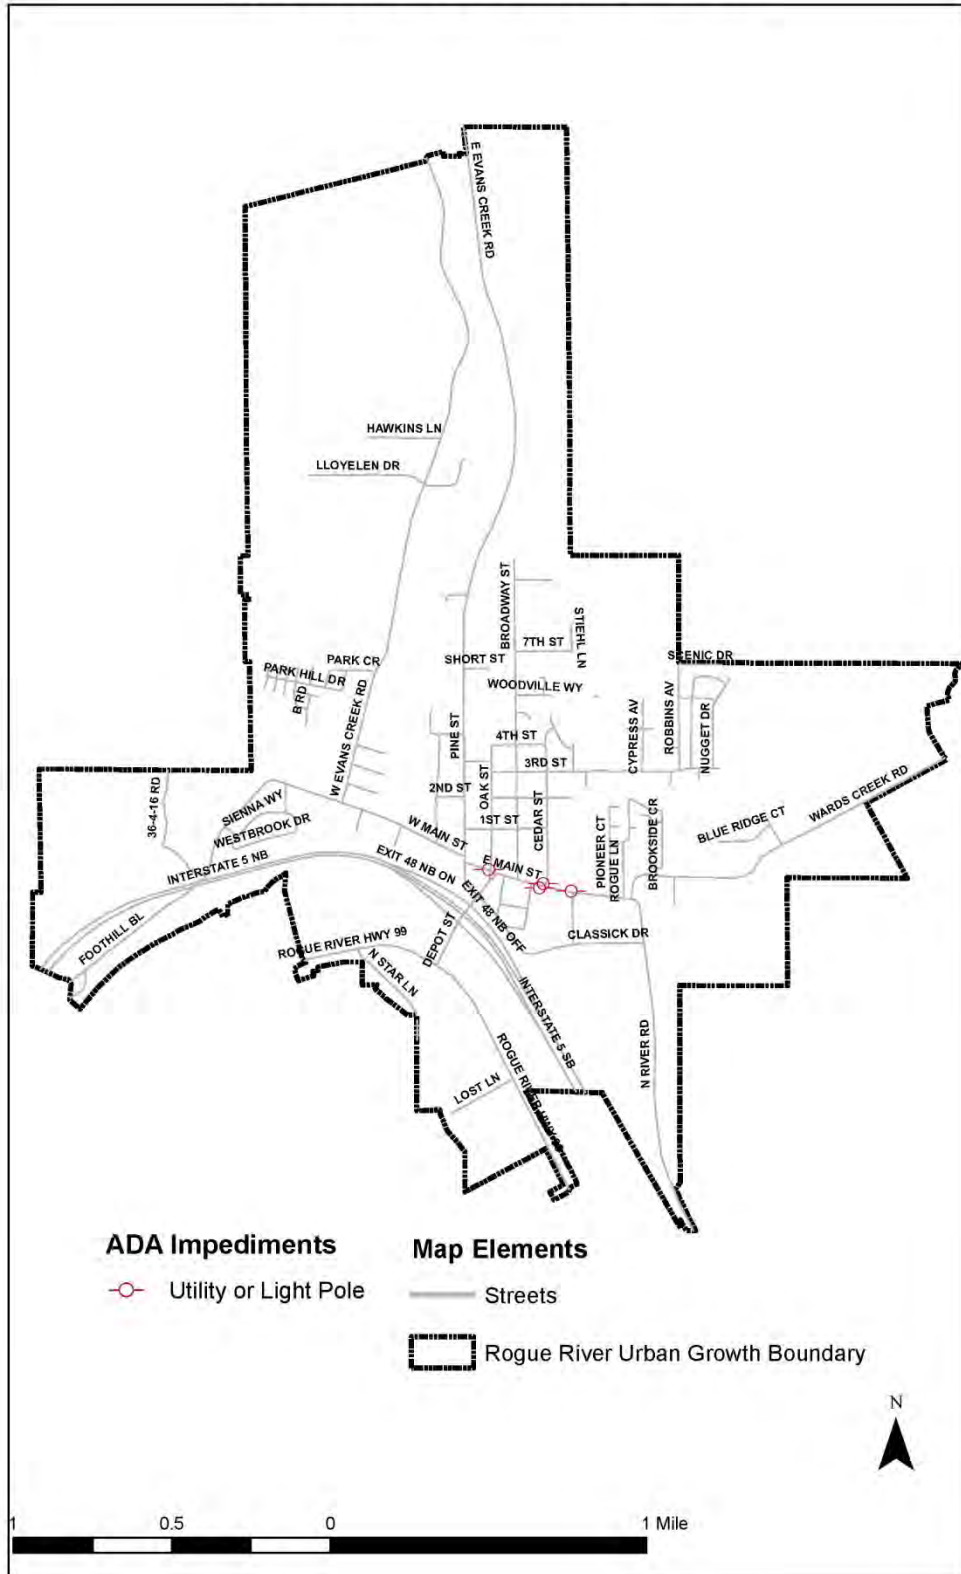 E EVANS CREEK RD
HAWKINS LN
LLOYELEN DR
BROADWAY ST
STIEHL LN
7TH ST
SHORT ST
SCENIC DR
PARK CR
PARK HILL DR
WOODVILLE WY
B RD
W EVANS CREEK RD
PINE ST
4TH ST
CYPRESS AV
ROBBINS AV
NUGGET DR
3RD ST
OAK ST
2ND ST
36-4-16 RD
SIENNA WY
WARDS CREEK RD
CEDAR ST
1ST ST
WESTBROOK DR
W MAIN ST
BLUE RIDGE CT
PIONEER CT
ROGUE LN
BROOKSIDE CR
INTERSTATE 5 NB
EXIT 48 NB ON
E MAIN ST
EXIT 48 NB OFF
FOOTHILL BL
DEPOT ST
CLASSICK DR
ROGUE RIVER HWY 99
N STAR LN
INTERSTATE 5 SB
N RIVER RD
ROGUE RIVER HWY 99
LOST LN
ADA Impediments
Utility or Light Pole
Map Elements
Streets
Rogue River Urban Growth Boundary
N
1 0.5 0 1 Mile